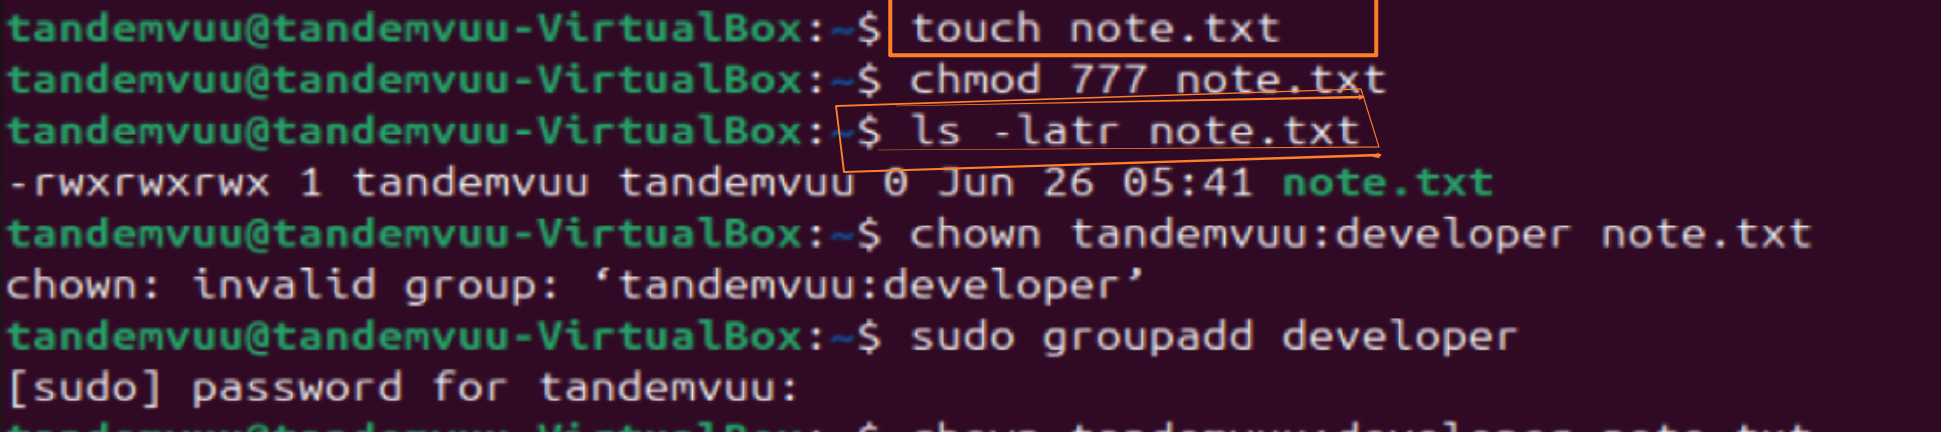 tandemvuu@tandemvuu-VirtualBox:~$ touch note.txt
tandemvuu@tandemvuu-VirtualBox:~$ chmod 777 note.txt
tandemvuu@tandemvuu-VirtualBox:~$ ls -latr note.txt
-rwxrwxrwx 1 tandemvuu tandemvuu 0 Jun 26 05:41 note.txt
tandemvuu@tandemvuu-VirtualBox:~$ chown tandemvuu:developer note.txt
chown: invalid group: ‘tandemvuu:developer’
tandemvuu@tandemvuu-VirtualBox:~$ sudo groupadd developer
[sudo] password for tandemvuu: